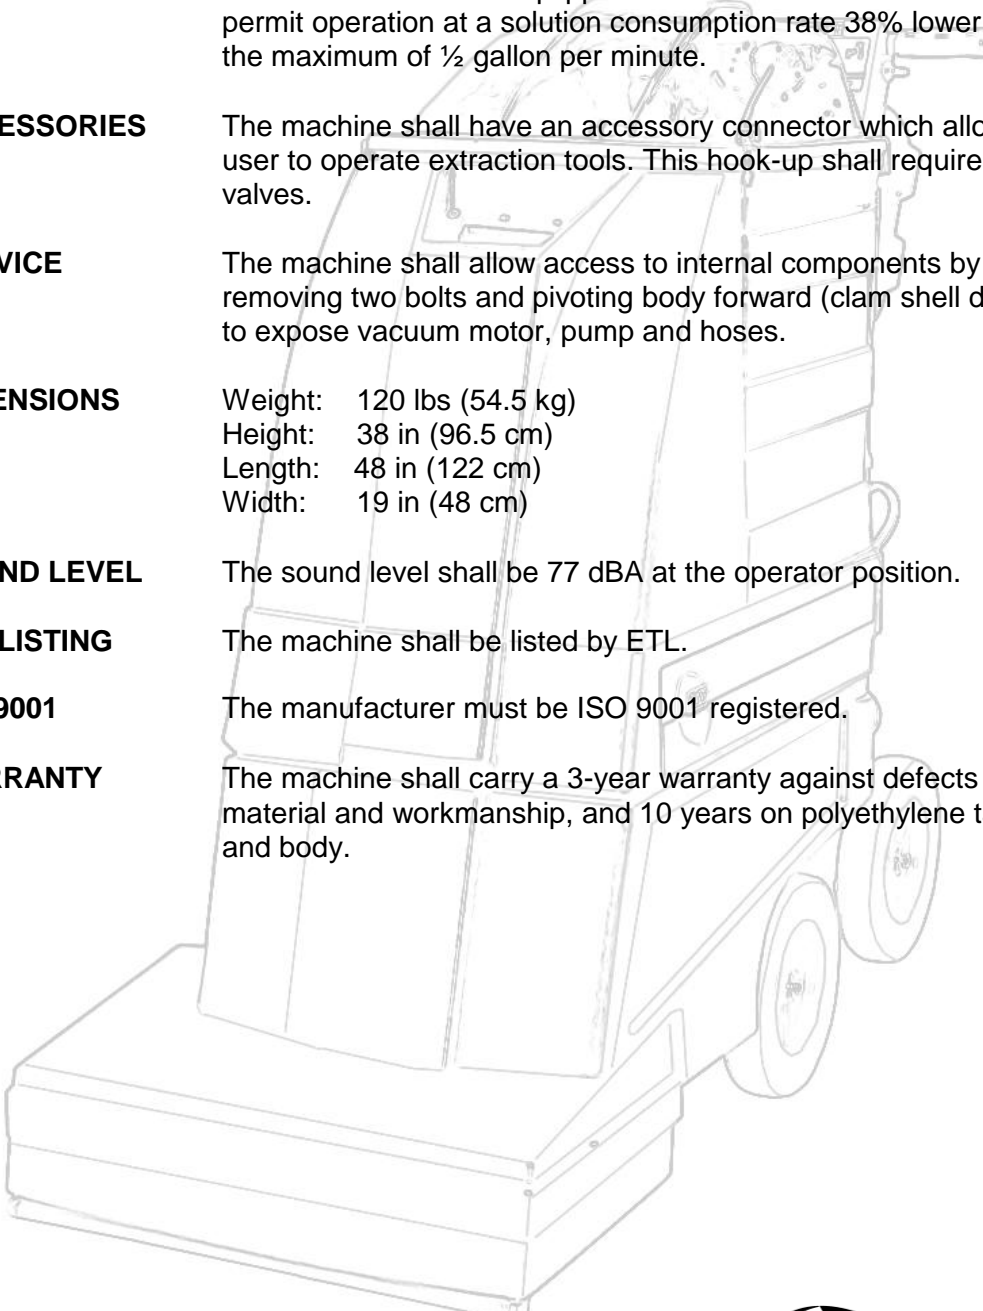 permit operation at a solution consumption rate 38% lower
the maximum of ½ gallon per minute.
ESSORIES The machine shall have an accessory connector which allo
user to operate extraction tools. This hook-up shall require
valves.
VICE The machine shall allow access to internal components by
removing two bolts and pivoting body forward (clam shell d
to expose vacuum motor, pump and hoses.
ENSIONS Weight: 120 lbs (54.5 kg)
Height: 38 in (96.5 cm)
Length: 48 in (122 cm)
Width: 19 in (48 cm)
ND LEVEL The sound level shall be 77 dBA at the operator position.
LISTING The machine shall be listed by ETL.
9001 The manufacturer must be ISO 9001 registered.
RRANTY The machine shall carry a 3-year warranty against defects
material and workmanship, and 10 years on polyethylene t
and body.